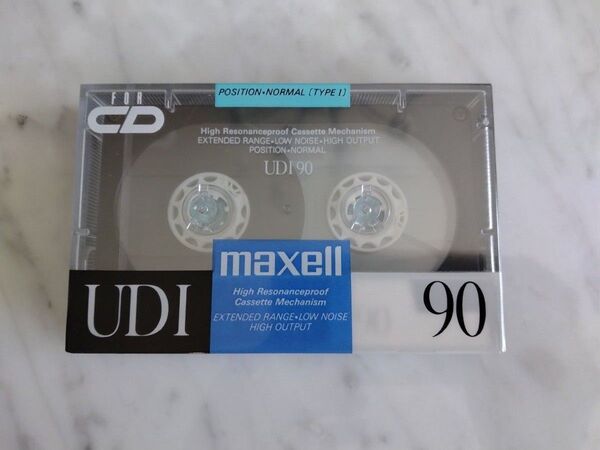 POSITION•NORMAL [TYPE I]
FOR
CD
High Resonanceproof Cassette Mechanism
EXTENDED RANGE•LOW NOISE•HIGH OUTPUT
POSITION•NORMAL
UDI 90
maxell
High Resonanceproof
Cassette Mechanism
EXTENDED RANGE•LOW NOISE
HIGH OUTPUT
UDI
90